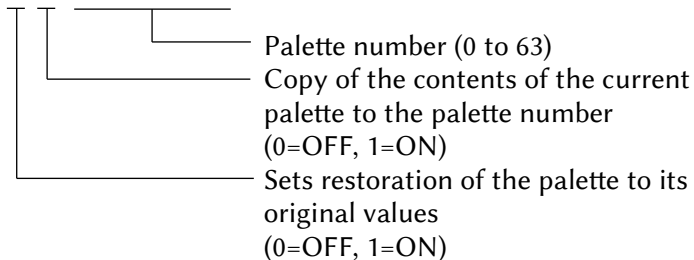 Palette number (0 to 63)
Copy of the contents of the current
palette to the palette number
(0=OFF, 1=ON)
Sets restoration of the palette to its
original values
(0=OFF, 1=ON)